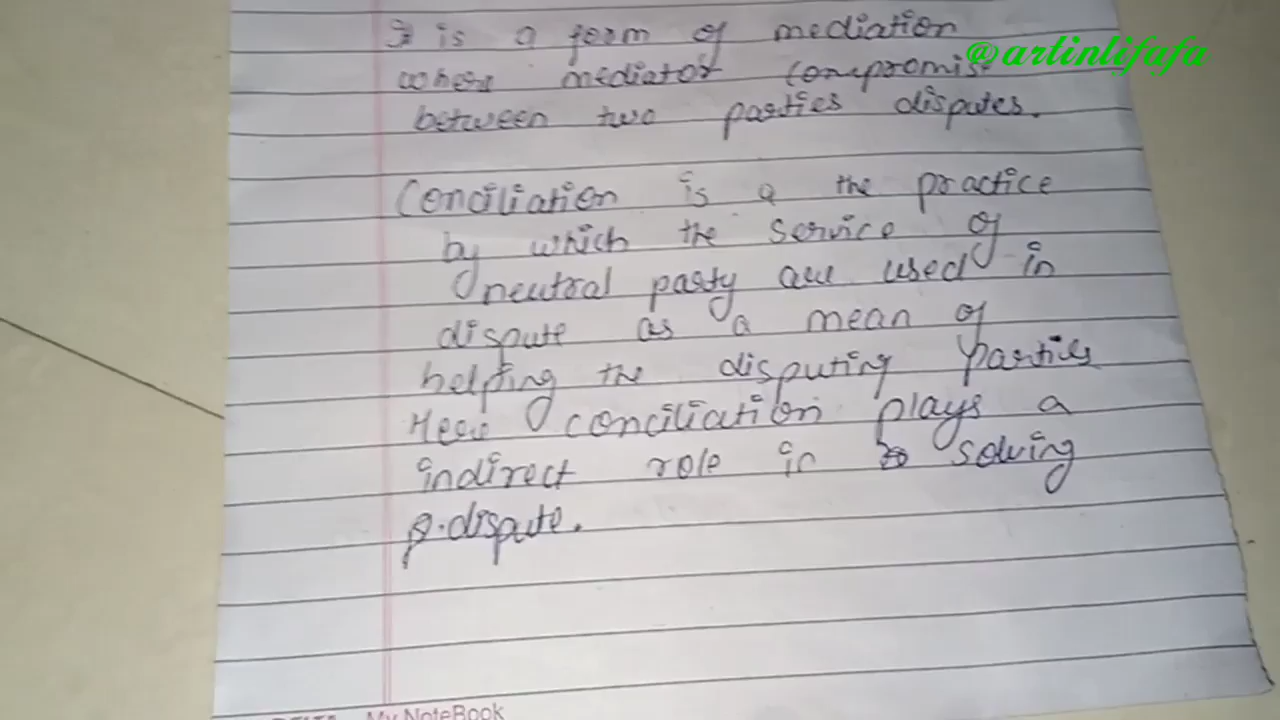 It is a form of mediation
@artinlifafa
where mediator compromise
between two parties disputes.
Conciliation is a the practice
by which the service of
neutral party are used in
dispute as a mean of
helping the disputing parties
Here conciliation plays a
indirect role in solving
dispute.
My NoteBook